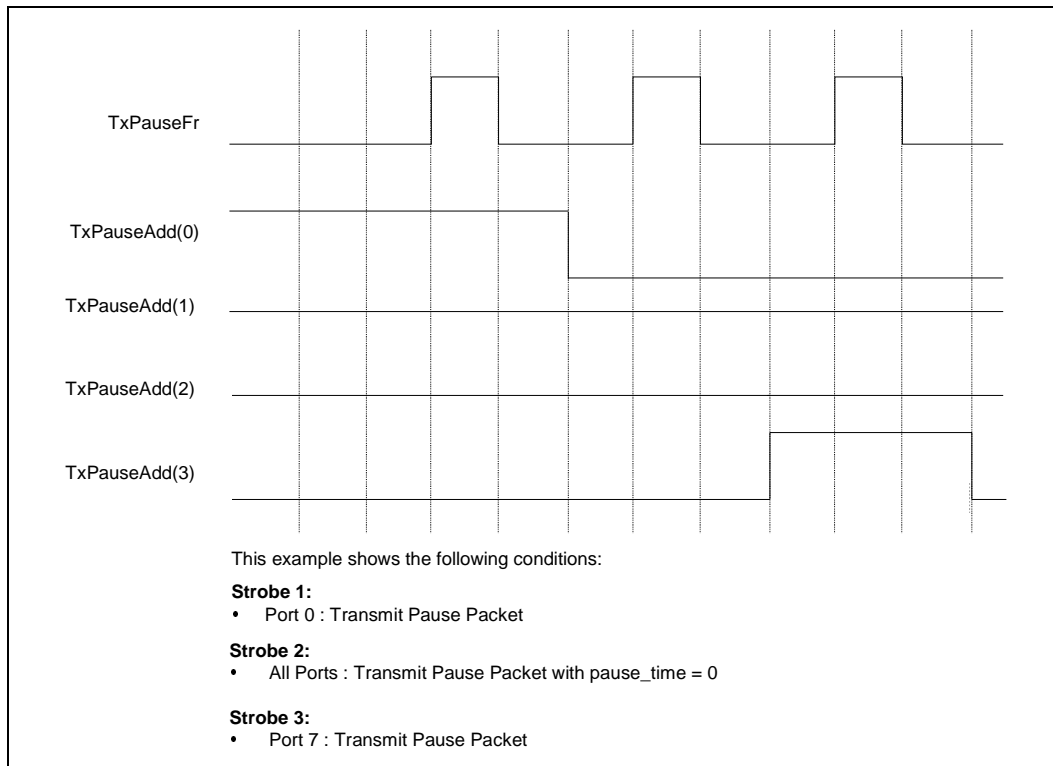 TxPauseFr
TxPauseAdd(0)
TxPauseAdd(1)
TxPauseAdd(2)
TxPauseAdd(3)
This example shows the following conditions:
Strobe 1:
• Port 0 : Transmit Pause Packet
Strobe 2:
• All Ports : Transmit Pause Packet with pause_time = 0
Strobe 3:
• Port 7 : Transmit Pause Packet